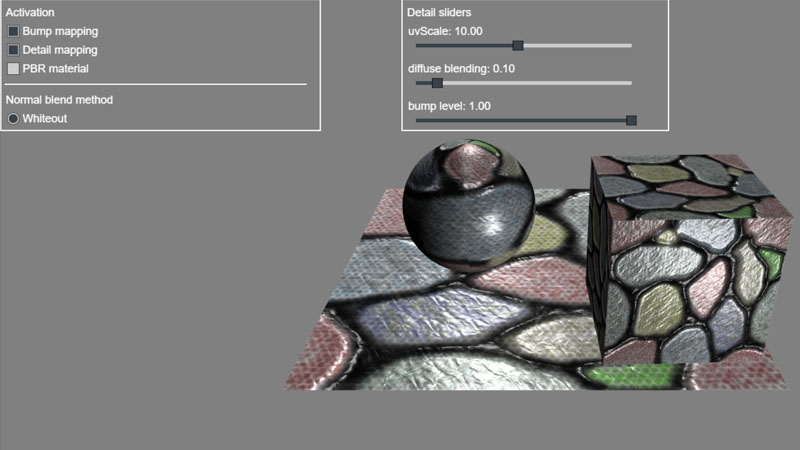 Activation
Bump mapping
Detail mapping
PBR material
Normal blend method
Whiteout
Detail sliders
uvScale: 10.00
diffuse blending: 0.10
bump level: 1.00